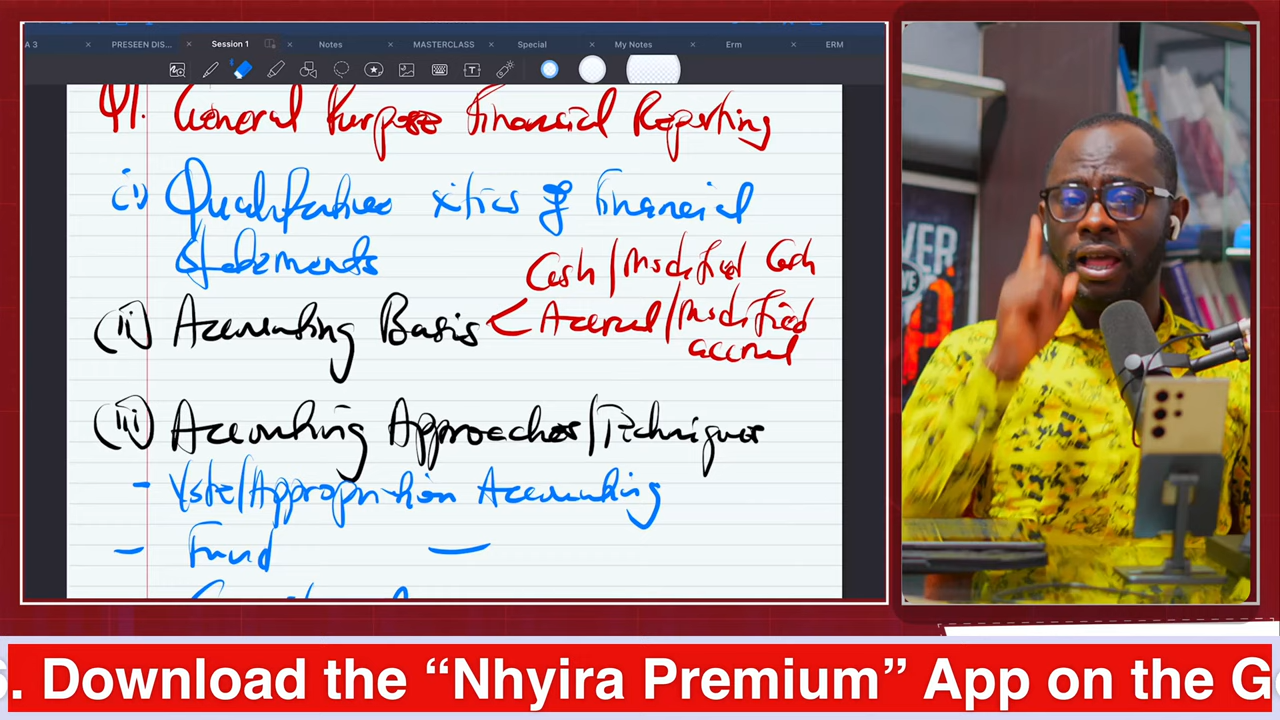 A 3
PRESEEN DIS...
Session 1
Notes
MASTERCLASS
Special
My Notes
Erm
ERM
Q1. General Purpose Financial Reporting
(i) Qualitative xtics of Financial
Statements
Cash/Modified Cash
(ii) Accounting Basis < Accrual/Modified
accrual
(iii) Accounting Approaches/Techniques
- Vote/Appropriation Accounting
- Fund —
OVER
S. Download the “Nhyira Premium” App on the G